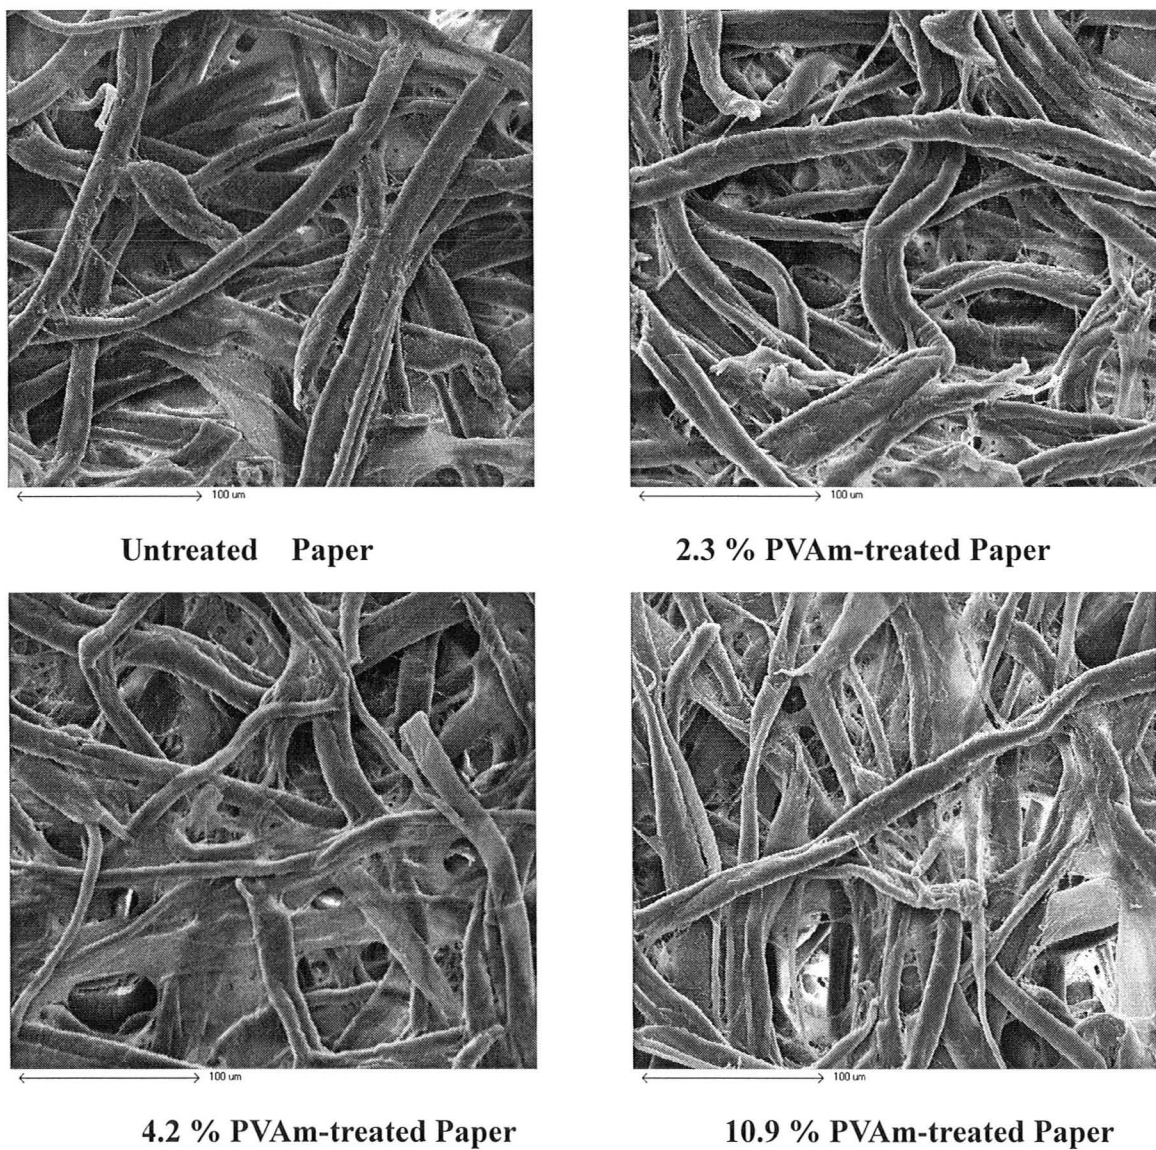 100 um
100 um
Untreated Paper
2.3 % PVAm-treated Paper
100 um
100 um
4.2 % PVAm-treated Paper
10.9 % PVAm-treated Paper